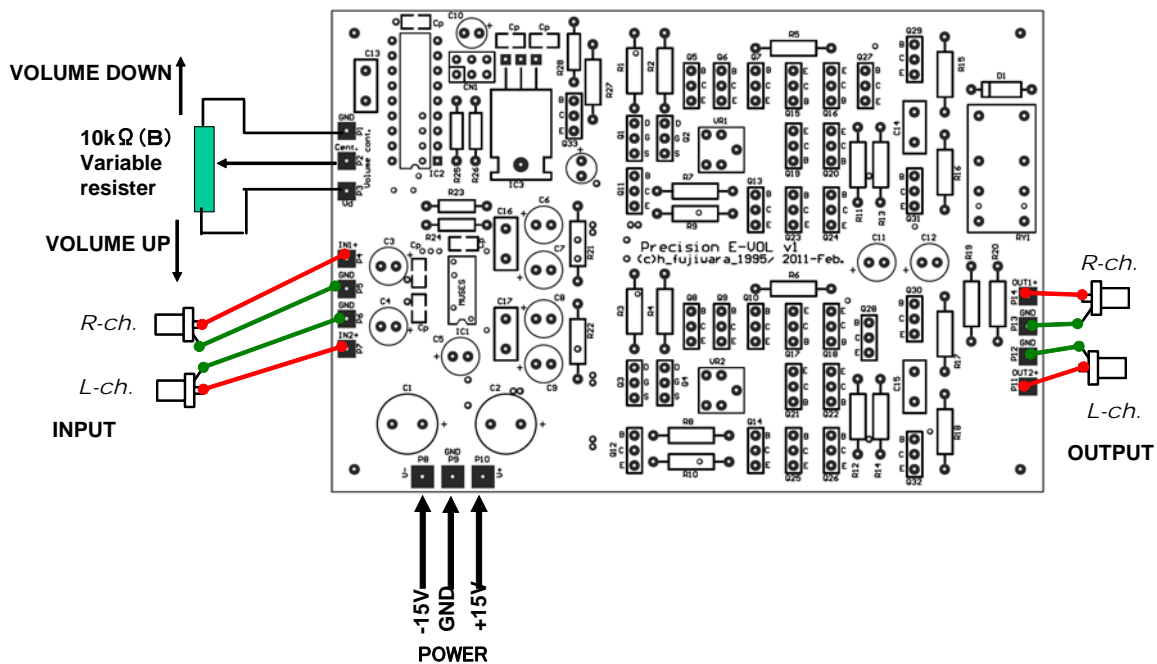 VOLUME DOWN
10kΩ (B)
Variable
resister
VOLUME UP
R-ch.
L-ch.
INPUT
GND
P1
Cent.
P2
P3
Vd
Volume cont.
IN1+
P4
GND
P5
GND
P6
IN2+
P7
C13
Cp
C10
+
CN1
Cp
Cp
R28
R27
Q33
B
C
E
+
IC2
R25
R26
IC3
R23
R24
C3
+
Cp
Cp
C4
+
Cp
MUSES
IC1
C5
+
C16
C6
+
C7
+
R21
C17
C8
+
C9
+
R22
C1
+
C2
+
-V
P8
GND
P9
P10
+V
R1
R2
Q5
B
C
E
Q6
B
C
E
Q7
B
C
E
R5
Q15
E
C
B
Q16
E
C
B
Q27
B
C
E
Q29
B
C
E
R15
D1
Q1
D
G
S
Q2
D
G
S
VR1
Q19
Q20
R11
R13
C14
R16
RY1
Q11
B
C
E
R7
R9
Q13
B
C
E
Q23
Q24
Q31
B
C
E
Precision E-VOL v1
(c)h_fujiwara_1995/ 2011-Feb.
C11
+
C12
+
R19
R20
R3
R4
Q8
B
C
E
Q9
B
C
E
Q10
B
C
E
R6
Q17
Q18
Q28
B
C
E
Q30
B
C
E
R17
Q3
D
G
S
Q4
D
G
S
VR2
Q21
Q22
C15
R18
Q12
B
C
E
R8
R10
Q14
B
C
E
Q25
Q26
R12
R14
Q32
B
C
E
OUT1+
P14
GND
P13
GND
P12
OUT2+
P11
R-ch.
L-ch.
OUTPUT
-15V
GND
+15V
POWER